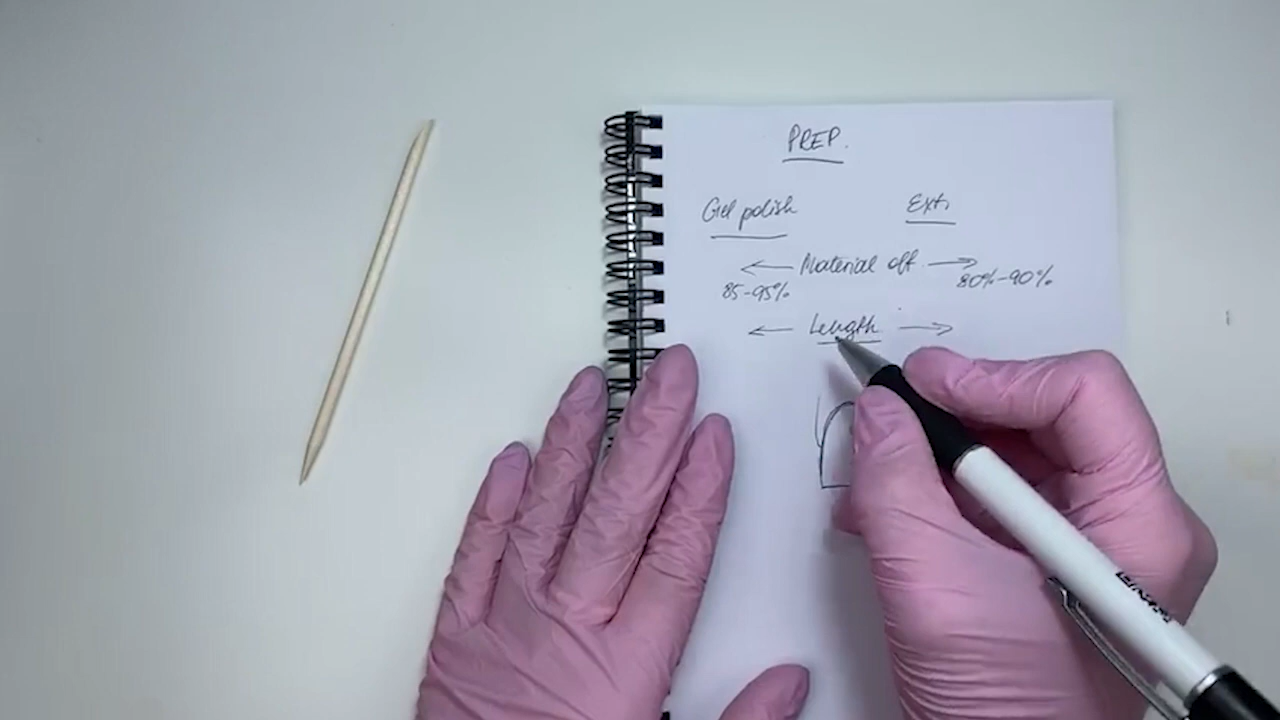 PREP.
Gel polish Ext.
← Material off →
85-95% 80%-90%
← Length →